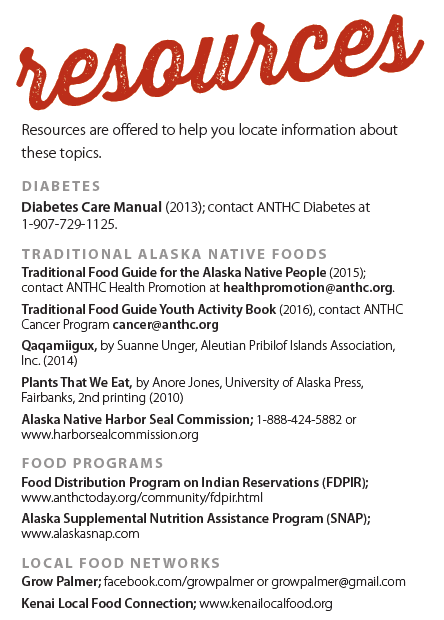 resources
Resources are offered to help you locate information about
these topics.
DIABETES
Diabetes Care Manual (2013); contact ANTHC Diabetes at
1-907-729-1125.
TRADITIONAL ALASKA NATIVE FOODS
Traditional Food Guide for the Alaska Native People (2015);
contact ANTHC Health Promotion at healthpromotion@anthc.org.
Traditional Food Guide Youth Activity Book (2016), contact ANTHC
Cancer Program cancer@anthc.org
Qaqamiigux, by Suanne Unger, Aleutian Pribilof Islands Association,
Inc. (2014)
Plants That We Eat, by Anore Jones, University of Alaska Press,
Fairbanks, 2nd printing (2010)
Alaska Native Harbor Seal Commission; 1-888-424-5882 or
www.harborsealcommission.org
FOOD PROGRAMS
Food Distribution Program on Indian Reservations (FDPIR);
www.anthctoday.org/community/fdpir.html
Alaska Supplemental Nutrition Assistance Program (SNAP);
www.alaskasnap.com
LOCAL FOOD NETWORKS
Grow Palmer; facebook.com/growpalmer or growpalmer@gmail.com
Kenai Local Food Connection; www.kenailocalfood.org